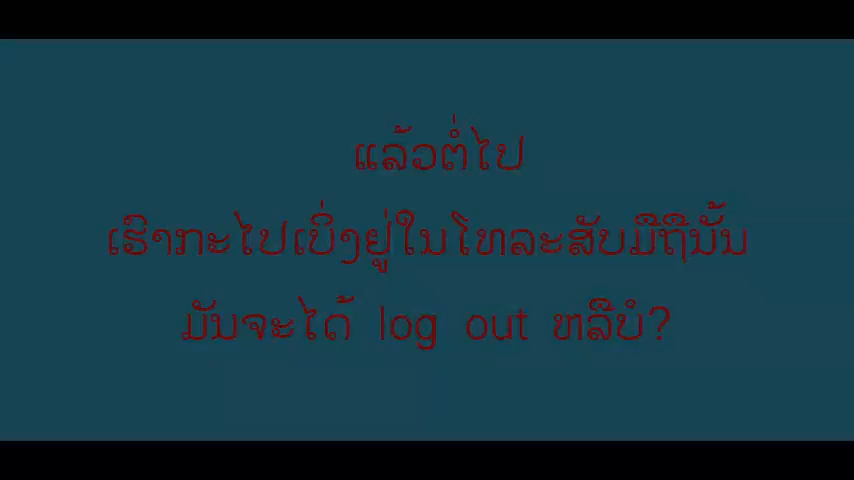 ແລ້ວຕໍ່ໄປ
ເຮົາກະໄປເບິ່ງຢູ່ໃນໂທລະສັບມືຖືນັ້ນ
ມັນຈະໄດ້ log out ຫລືບໍ?